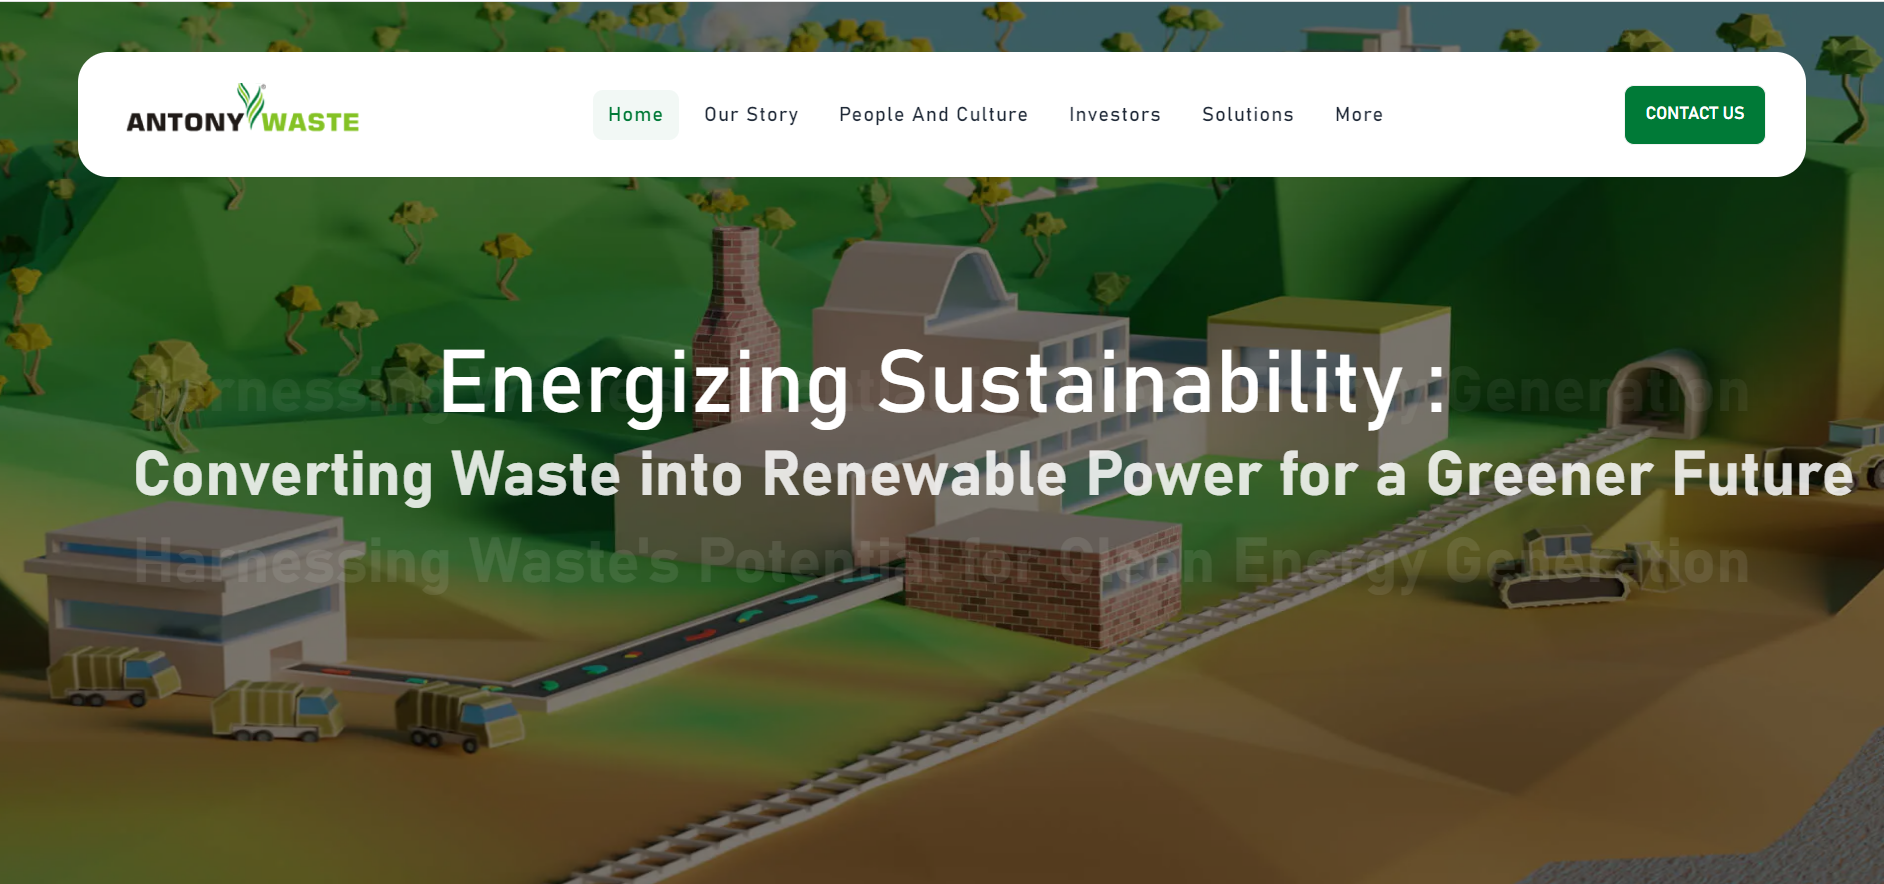 ANTONY WASTE
Home
Our Story
People And Culture
Investors
Solutions
More
CONTACT US
Energizing Sustainability :
Converting Waste into Renewable Power for a Greener Future
Harnessing Waste's Potential for Clean Energy Generation